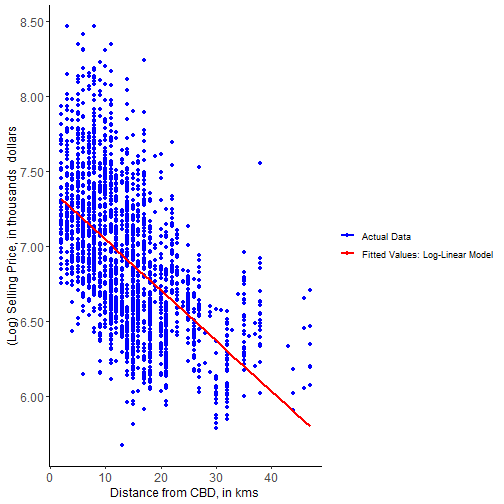 8.50
8.00
7.50
7.00
6.50
6.00
(Log) Selling Price, in thousands dollars
0
10
20
30
40
Distance from CBD, in kms
Actual Data
Fitted Values: Log-Linear Model